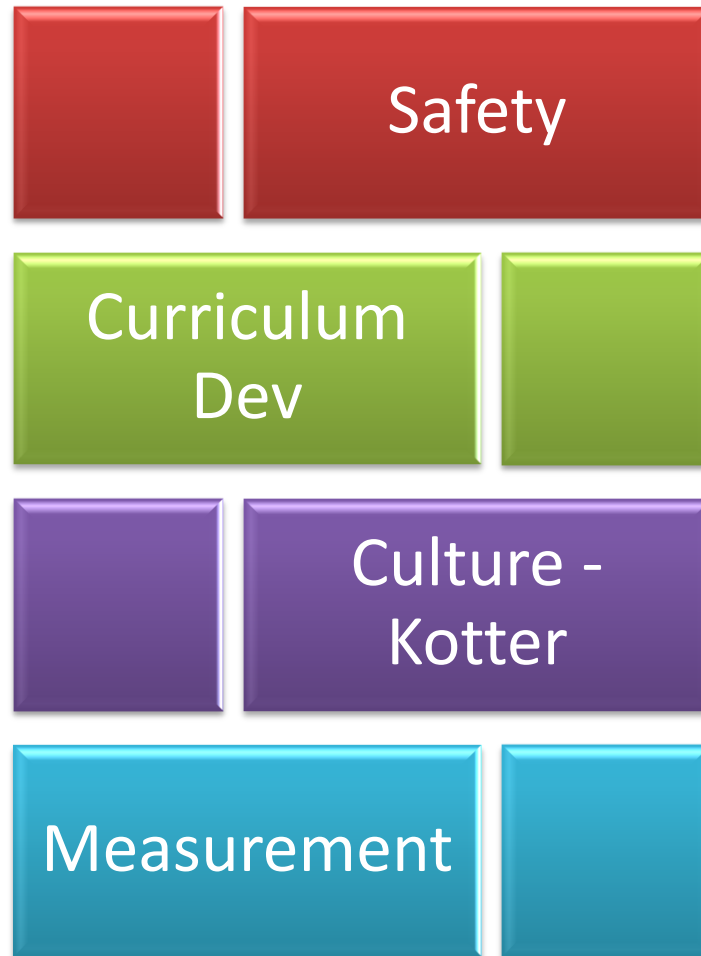 Safety
Curriculum
Dev
Culture -
Kotter
Measurement